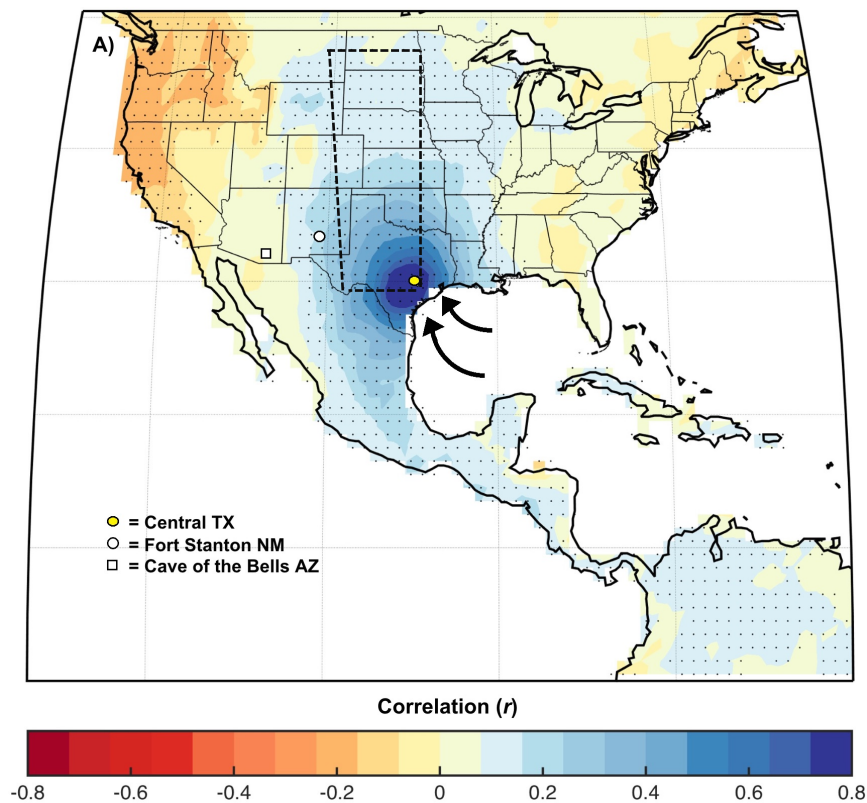 A)
= Central TX
= Fort Stanton NM
= Cave of the Bells AZ
Correlation (r)
-0.8 -0.6 -0.4 -0.2 0 0.2 0.4 0.6 0.8